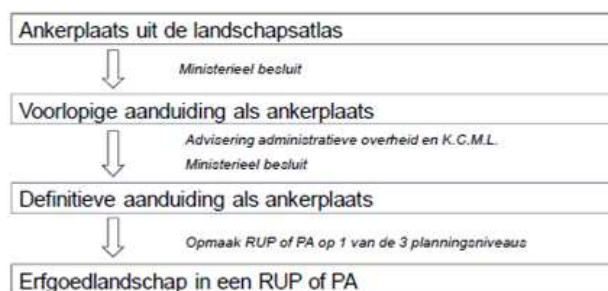 Ankerplaats uit de landschapsatlas
Ministerieel besluit
Voorlopige aanduiding als ankerplaats
Advisering administratieve overheid en K.C.M.L.
Ministerieel besluit
Definitieve aanduiding als ankerplaats
Opmaak RUP of PA op 1 van de 3 planningsniveaus
Erfgoedlandschap in een RUP of PA